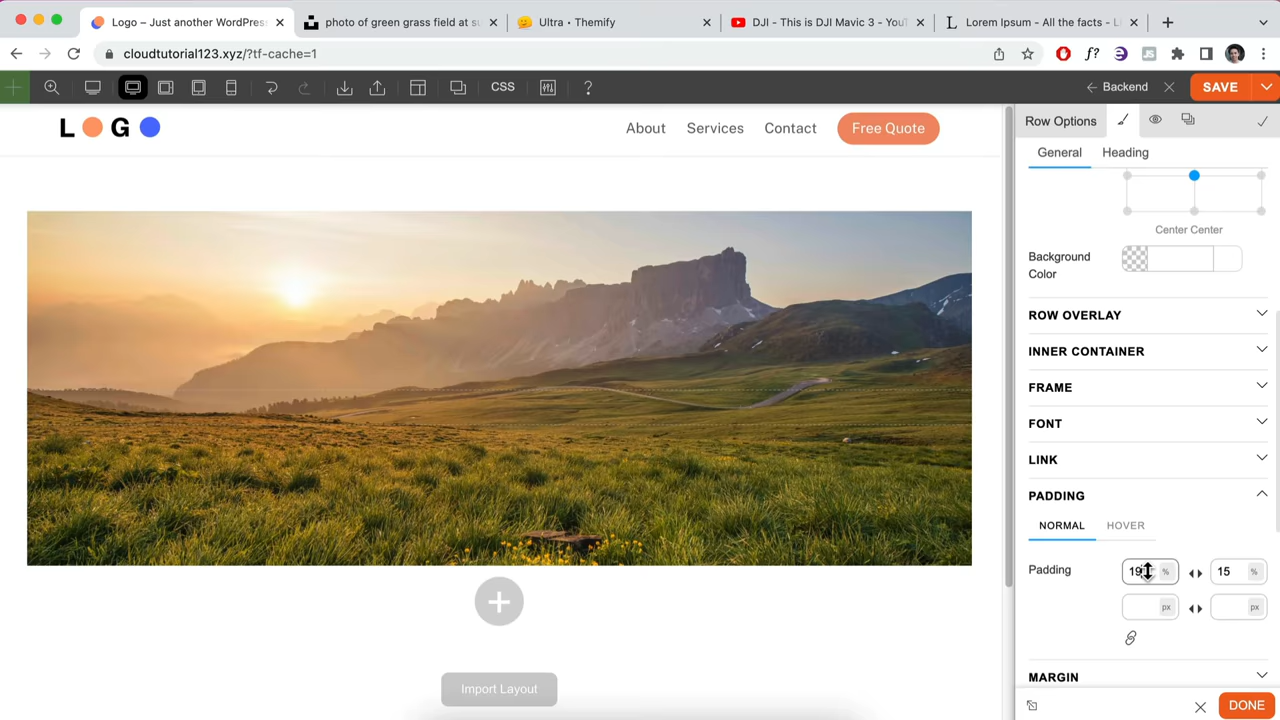 Logo – Just another WordPress
photo of green grass field at su
Ultra • Themify
DJI - This is DJI Mavic 3 - YouT
Lorem Ipsum - All the facts - Li
cloudtutorial123.xyz/?tf-cache=1
CSS
Backend
SAVE
LOGO
About
Services
Contact
Free Quote
Row Options
General
Heading
Center Center
Background
Color
ROW OVERLAY
INNER CONTAINER
FRAME
FONT
LINK
PADDING
NORMAL
HOVER
Padding
19 %
15 %
px
px
MARGIN
Import Layout
DONE